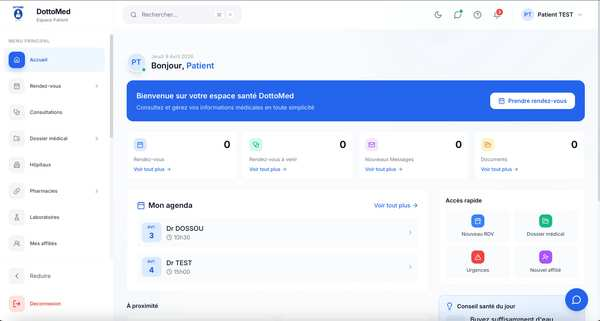 DottoMed
Espace Patient
Rechercher...
⌘ K
3
PT
Patient TEST
MENU PRINCIPAL
Accueil
Rendez-vous
Consultations
Dossier médical
Hôpitaux
Pharmacies
Laboratoires
Mes affiliés
Réduire
Déconnexion
PT
Jeudi 9 Avril 2026
Bonjour, Patient
Bienvenue sur votre espace santé DottoMed
Consultez et gérez vos informations médicales en toute simplicité
Prendre rendez-vous
0
Rendez-vous
Voir tout plus →
0
Rendez-vous à venir
Voir tout plus →
0
Nouveaux Messages
Voir tout plus →
0
Documents
Voir tout plus →
Mon agenda
Voir tout plus →
3
Dr DOSSOU
4
Dr TEST
15h00
Accès rapide
Nouveau RDV
Dossier médical
Urgences
Nouvel affilié
À proximité
Conseil santé du jour
Buvez suffisamment d'eau